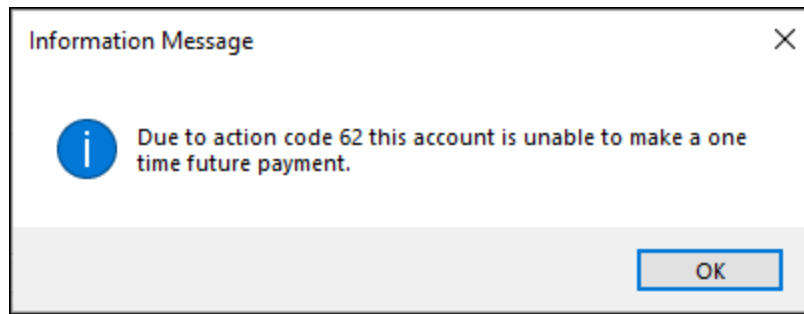 Information Message
Due to action code 62 this account is unable to make a one
time future payment.
OK